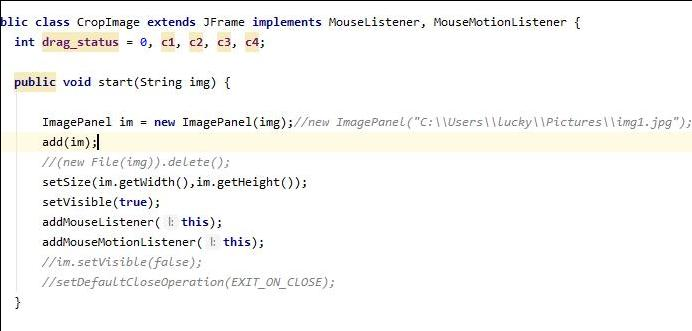 blic class CropImage extends JFrame implements MouseListener, MouseMotionListener {
int drag_status = 0, c1, c2, c3, c4;
public void start(String img) {
ImagePanel im = new ImagePanel(img);//new ImagePanel("C:\\Users\\lucky\\Pictures\\img1.jpg");
add(im);
//(new File(img)).delete();
setSize(im.getWidth(),im.getHeight());
setVisible(true);
addMouseListener( l: this);
addMouseMotionListener( l: this);
//im.setVisible(false);
//setDefaultCloseOperation(EXIT_ON_CLOSE);
}